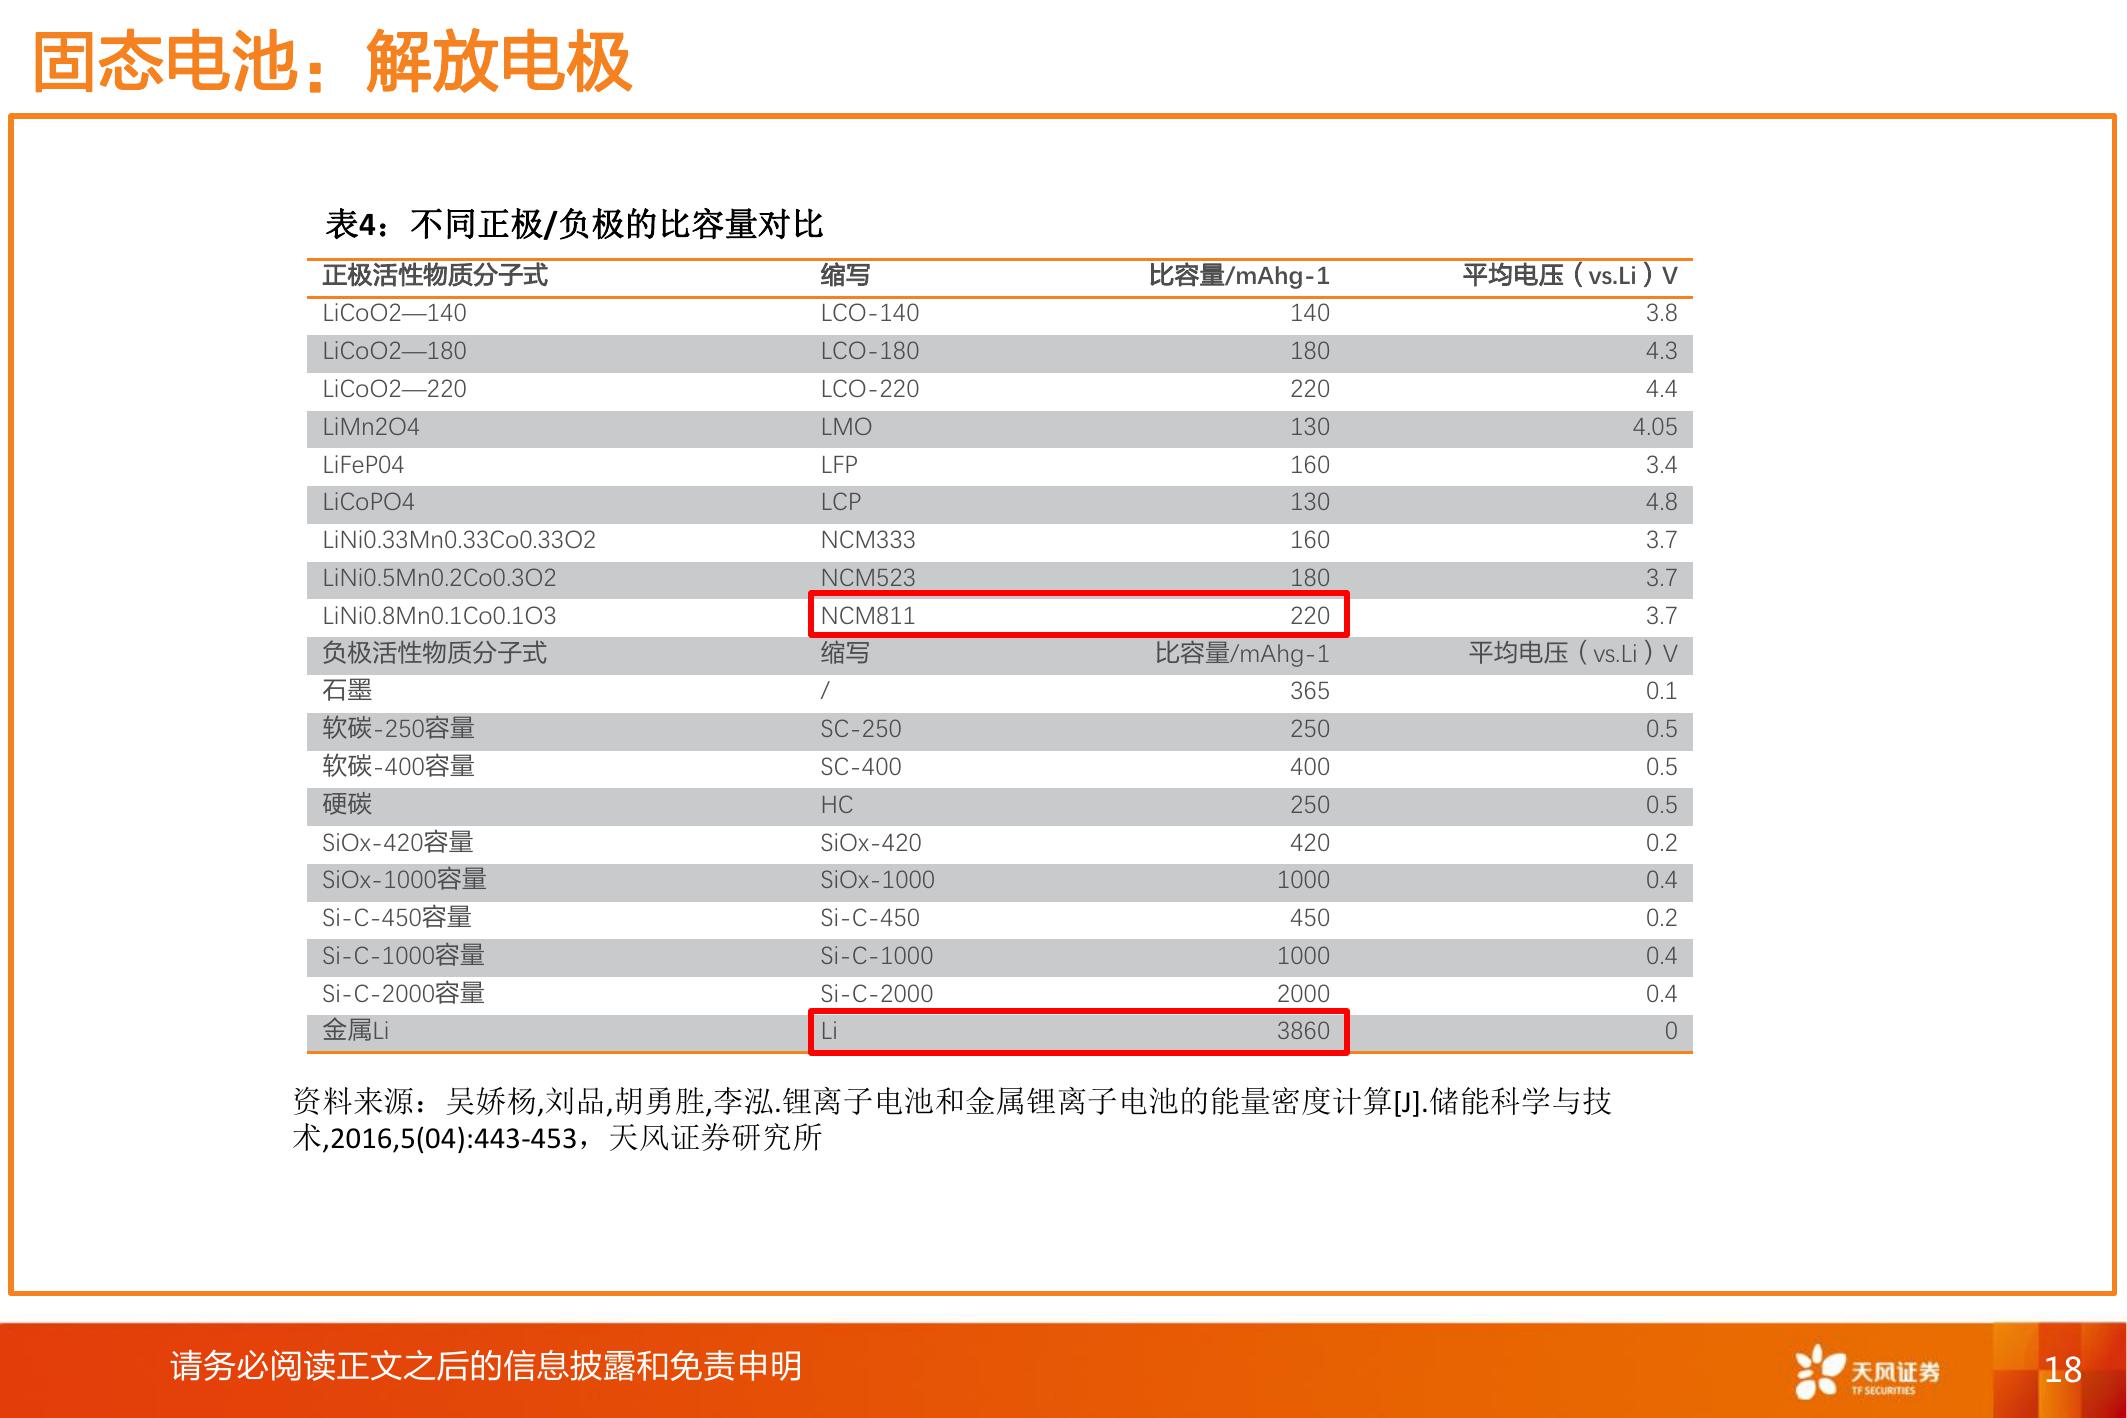 固态电池：解放电极
表4：不同正极/负极的比容量对比
正极活性物质分子式 缩写 比容量/mAhg-1 平均电压（vs.Li）V
LiCoO2—140 LCO-140 140 3.8
LiCoO2—180 LCO-180 180 4.3
LiCoO2—220 LCO-220 220 4.4
LiMn2O4 LMO 130 4.05
LiFeP04 LFP 160 3.4
LiCoPO4 LCP 130 4.8
LiNi0.33Mn0.33Co0.33O2 NCM333 160 3.7
LiNi0.5Mn0.2Co0.3O2 NCM523 180 3.7
LiNi0.8Mn0.1Co0.1O3 NCM811 220 3.7
负极活性物质分子式 缩写 比容量/mAhg-1 平均电压（vs.Li）V
石墨 / 365 0.1
软碳-250容量 SC-250 250 0.5
软碳-400容量 SC-400 400 0.5
硬碳 HC 250 0.5
SiOx-420容量 SiOx-420 420 0.2
SiOx-1000容量 SiOx-1000 1000 0.4
Si-C-450容量 Si-C-450 450 0.2
Si-C-1000容量 Si-C-1000 1000 0.4
Si-C-2000容量 Si-C-2000 2000 0.4
金属Li Li 3860 0
资料来源：吴娇杨,刘品,胡勇胜,李泓.锂离子电池和金属锂离子电池的能量密度计算[J].储能科学与技
术,2016,5(04):443-453，天风证券研究所
请务必阅读正文之后的信息披露和免责申明
天风证券
TF SECURITIES
18